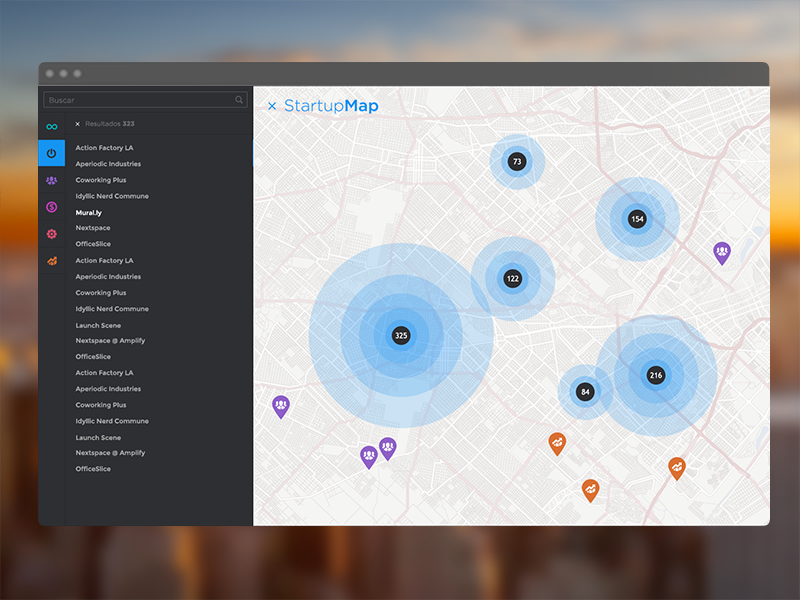 Buscar
× Resultados 323
Action Factory LA
Aperiodic Industries
Coworking Plus
Idyllic Nerd Commune
Mural.ly
Nextspace
OfficeSlice
Action Factory LA
Aperiodic Industries
Coworking Plus
Idyllic Nerd Commune
Launch Scene
Nextspace @ Amplify
OfficeSlice
Action Factory LA
Aperiodic Industries
Coworking Plus
Idyllic Nerd Commune
Launch Scene
Nextspace @ Amplify
OfficeSlice
× StartupMap
73
154
122
325
216
84